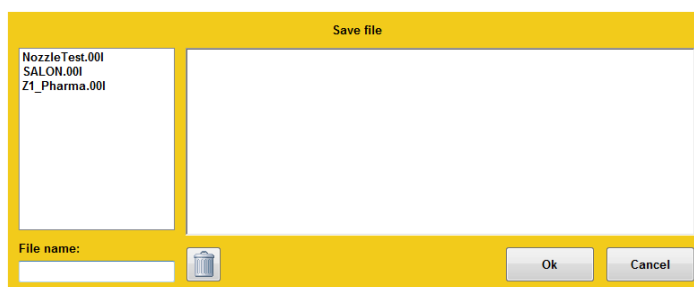 Save file
NozzleTest.00I
SALON.00I
Z1_Pharma.00I
File name:
Ok
Cancel